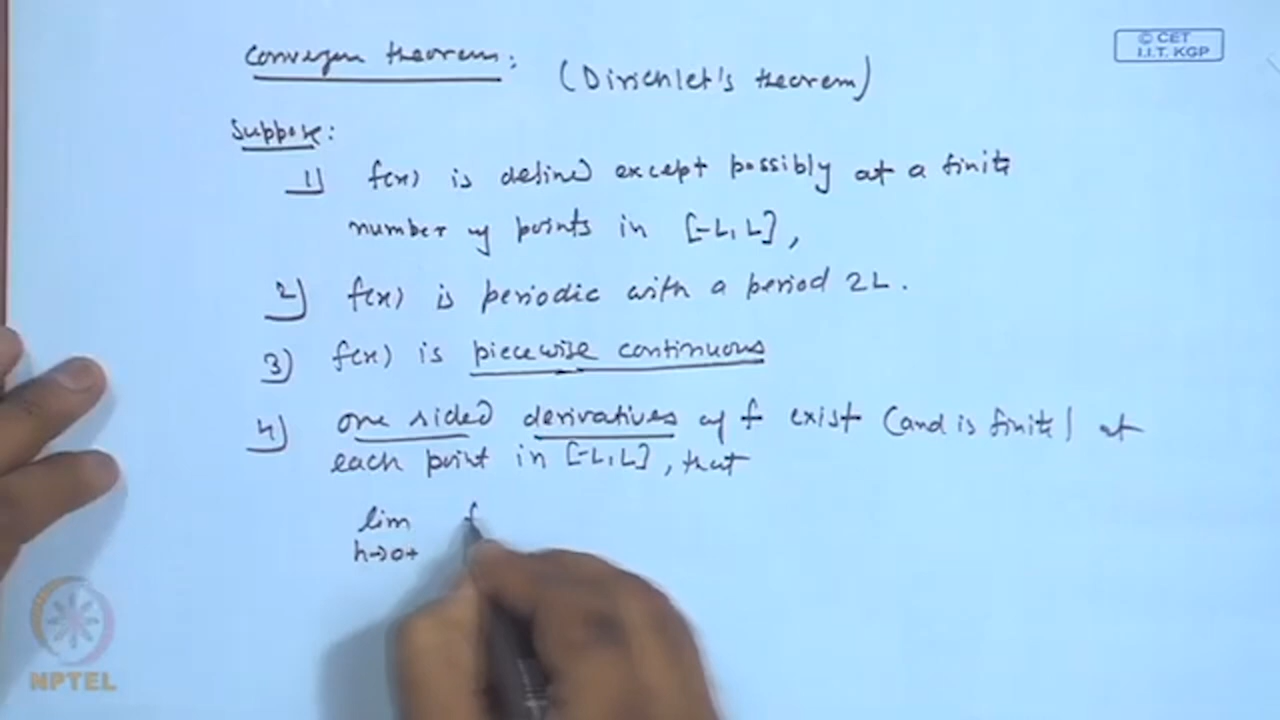 Convergen theorem: (Dirichlet's theorem)
© CET
I.I.T. KGP
Suppose:
1) f(x) is defined except possibly at a finite
number of points in [-L, L],
2) f(x) is periodic with a period 2L.
3) f(x) is piecewise continuous
4) one sided derivatives of f exist (and is finite) at
each point in [-L, L], that
lim f
h→0+
NPTEL